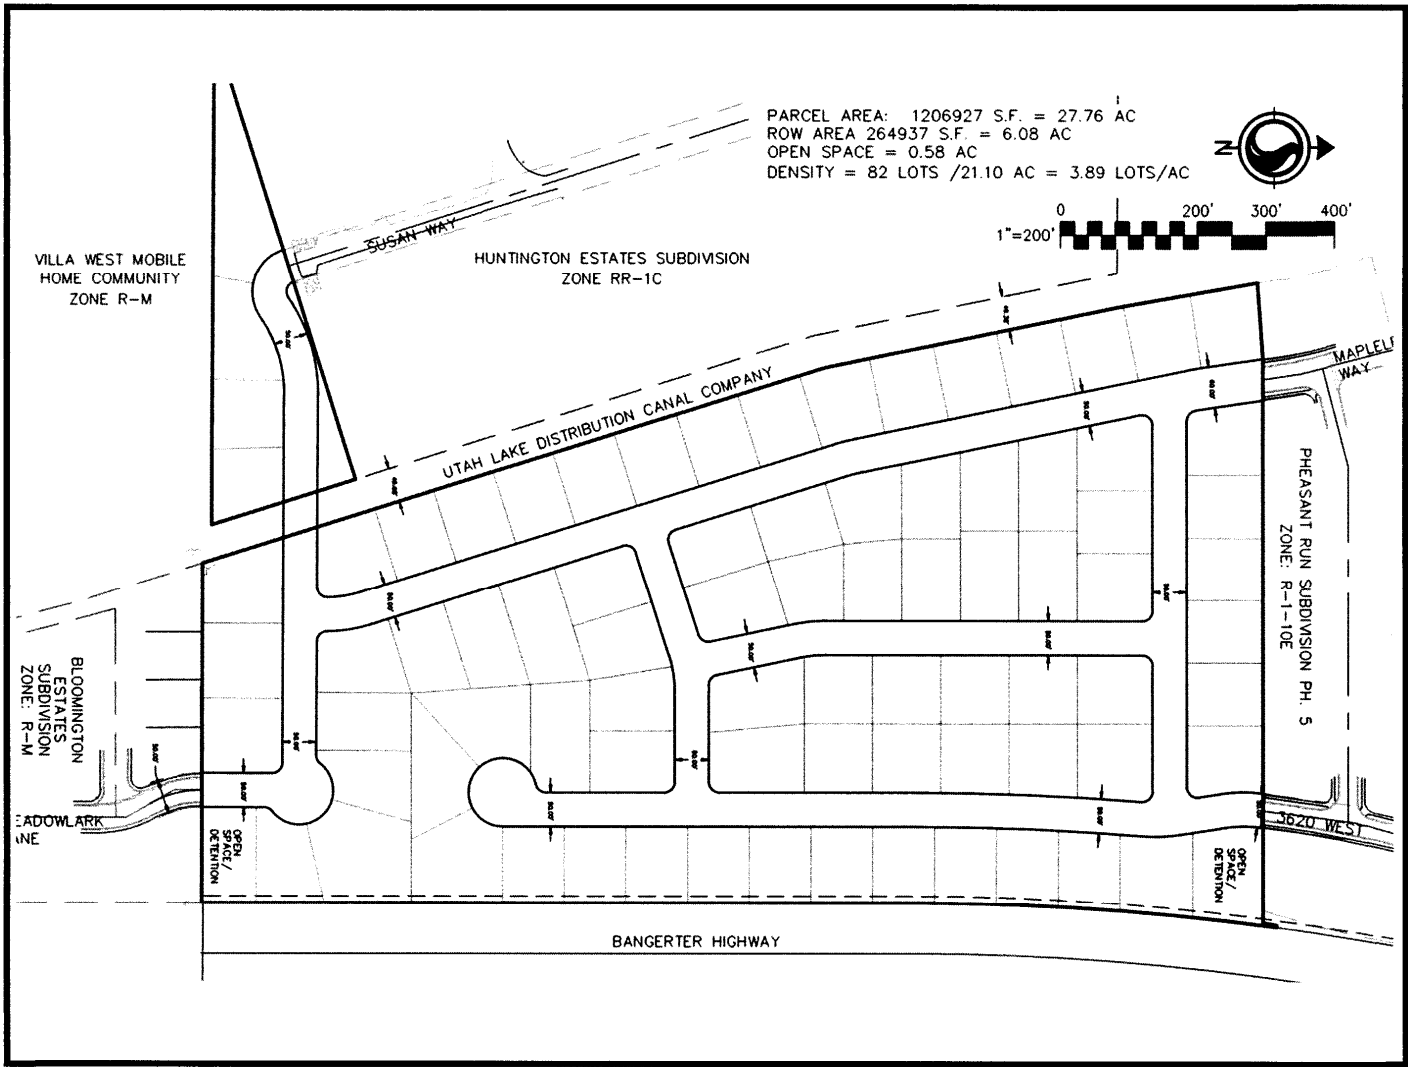 PARCEL AREA: 1206927 S.F. = 27.76 AC
ROW AREA 264937 S.F. = 6.08 AC
OPEN SPACE = 0.58 AC
DENSITY = 82 LOTS /21.10 AC = 3.89 LOTS/AC
N
0 200' 300' 400'
1"=200'
SUSAN WAY
VILLA WEST MOBILE
HOME COMMUNITY
ZONE R-M
HUNTINGTON ESTATES SUBDIVISION
ZONE RR-1C
UTAH LAKE DISTRIBUTION CANAL COMPANY
MAPLEL
WAY
PHEASANT RUN SUBDIVISION PH. 5
ZONE: R-1-10E
BLOOMINGTON
ESTATES
SUBDIVISION
ZONE: R-M
EADOWLARK
ANE
OPEN
SPACE/
DETENTION
OPEN
SPACE/
DETENTION
3620 WEST
BANGERTER HIGHWAY